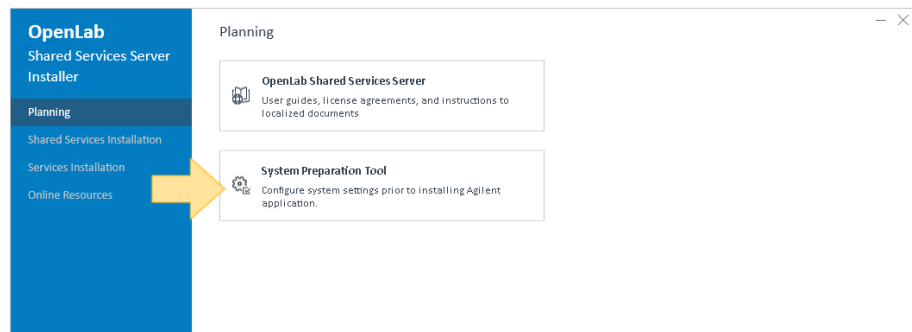 OpenLab
Shared Services Server
Installer
Planning
Shared Services Installation
Services Installation
Online Resources
Planning
OpenLab Shared Services Server
User guides, license agreements, and instructions to
localized documents
System Preparation Tool
Configure system settings prior to installing Agilent
application.